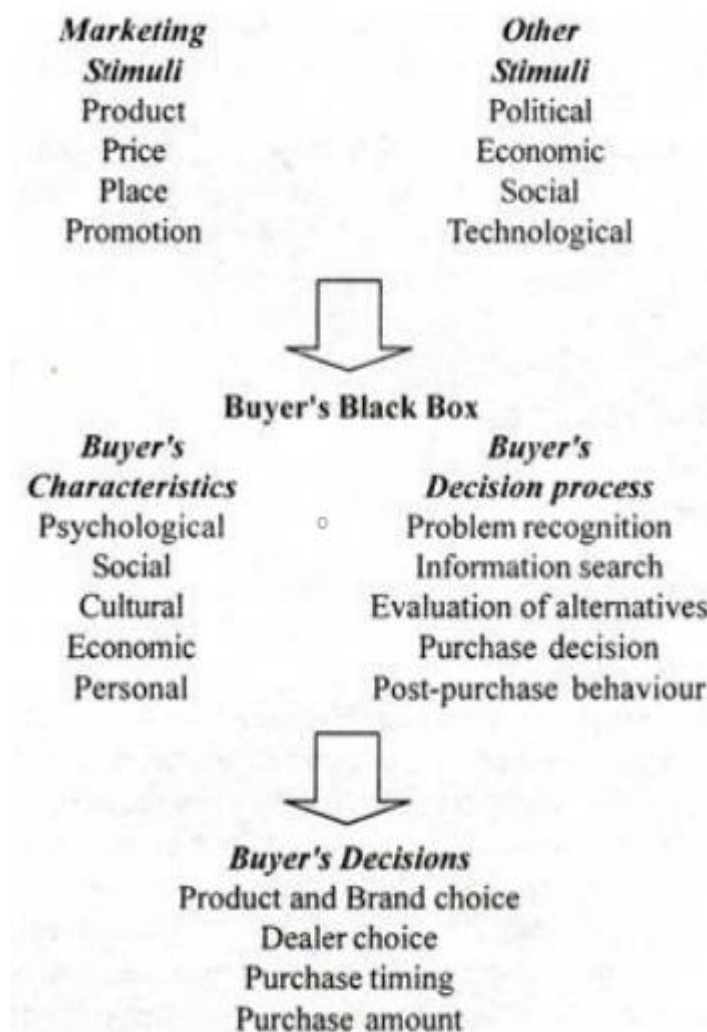 Marketing
Stimuli
Product
Price
Place
Promotion
Other
Stimuli
Political
Economic
Social
Technological
Buyer's Black Box
Buyer's
Characteristics
Psychological
Social
Cultural
Economic
Personal
Buyer's
Decision process
Problem recognition
Information search
Evaluation of alternatives
Purchase decision
Post-purchase behaviour
Buyer's Decisions
Product and Brand choice
Dealer choice
Purchase timing
Purchase amount